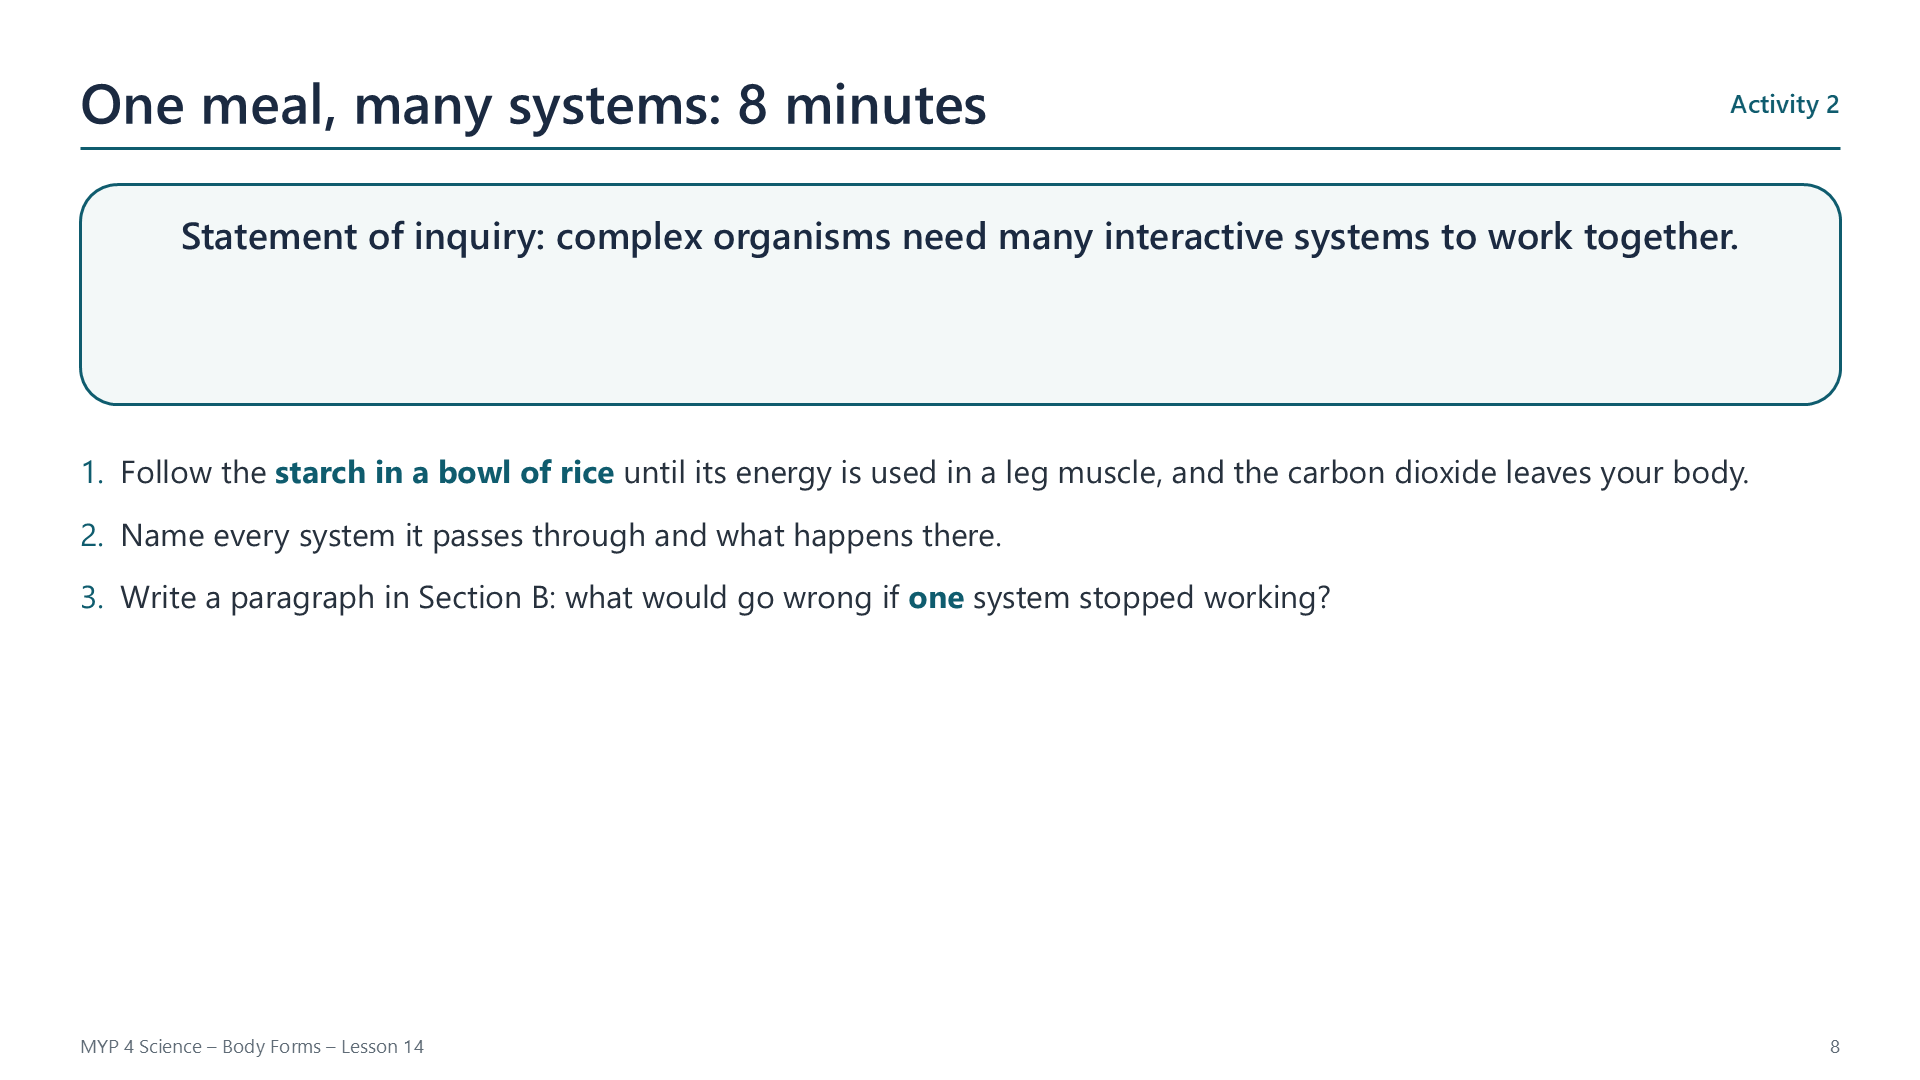 One meal, many systems: 8 minutes
Activity 2
Statement of inquiry: complex organisms need many interactive systems to work together.
1. Follow the starch in a bowl of rice until its energy is used in a leg muscle, and the carbon dioxide leaves your body.
2. Name every system it passes through and what happens there.
3. Write a paragraph in Section B: what would go wrong if one system stopped working?
MYP 4 Science – Body Forms – Lesson 14
8